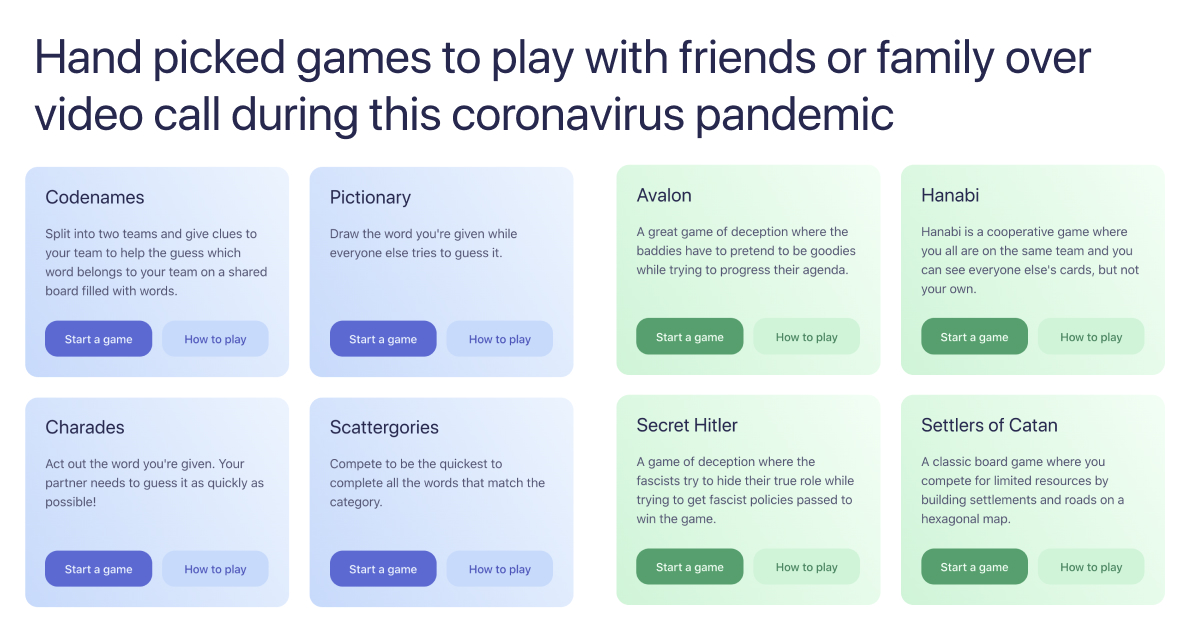 Hand picked games to play with friends or family over
video call during this coronavirus pandemic
Codenames
Split into two teams and give clues to
your team to help the guess which
word belongs to your team on a shared
board filled with words.
Start a game
How to play
Pictionary
Draw the word you're given while
everyone else tries to guess it.
Start a game
How to play
Avalon
A great game of deception where the
baddies have to pretend to be goodies
while trying to progress their agenda.
Start a game
How to play
Hanabi
Hanabi is a cooperative game where
you all are on the same team and you
can see everyone else's cards, but not
your own.
Start a game
How to play
Charades
Act out the word you're given. Your
partner needs to guess it as quickly as
possible!
Start a game
How to play
Scattergories
Compete to be the quickest to
complete all the words that match the
category.
Start a game
How to play
Secret Hitler
A game of deception where the
fascists try to hide their true role while
trying to get fascist policies passed to
win the game.
Start a game
How to play
Settlers of Catan
A classic board game where you
compete for limited resources by
building settlements and roads on a
hexagonal map.
Start a game
How to play